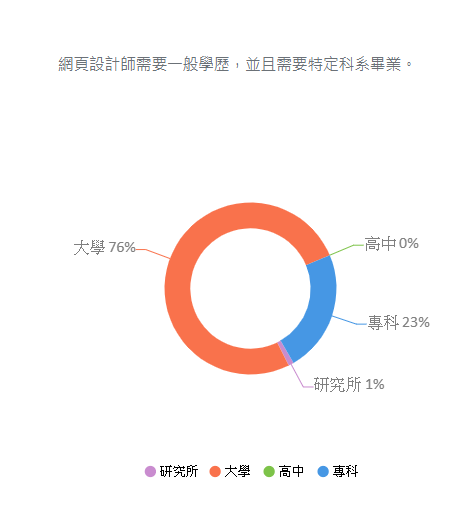 網頁設計師需要一般學歷，並且需要特定科系畢業。
大學 76%
高中 0%
專科 23%
研究所 1%
研究所 大學 高中 專科